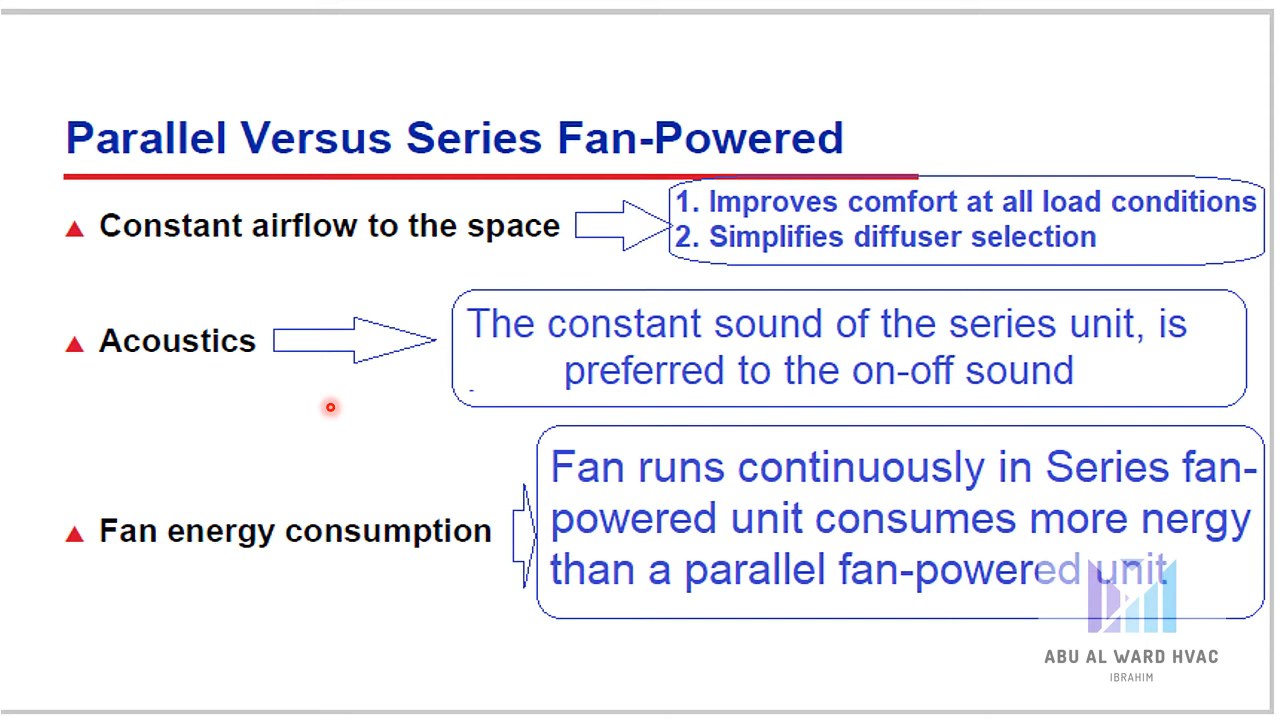 Parallel Versus Series Fan-Powered
▲ Constant airflow to the space
1. Improves comfort at all load conditions
2. Simplifies diffuser selection
▲ Acoustics
The constant sound of the series unit, is
preferred to the on-off sound
-
▲ Fan energy consumption
Fan runs continuously in Series fan-
powered unit consumes more nergy
than a parallel fan-powered unit
ABU AL WARD HVAC
IBRAHIM